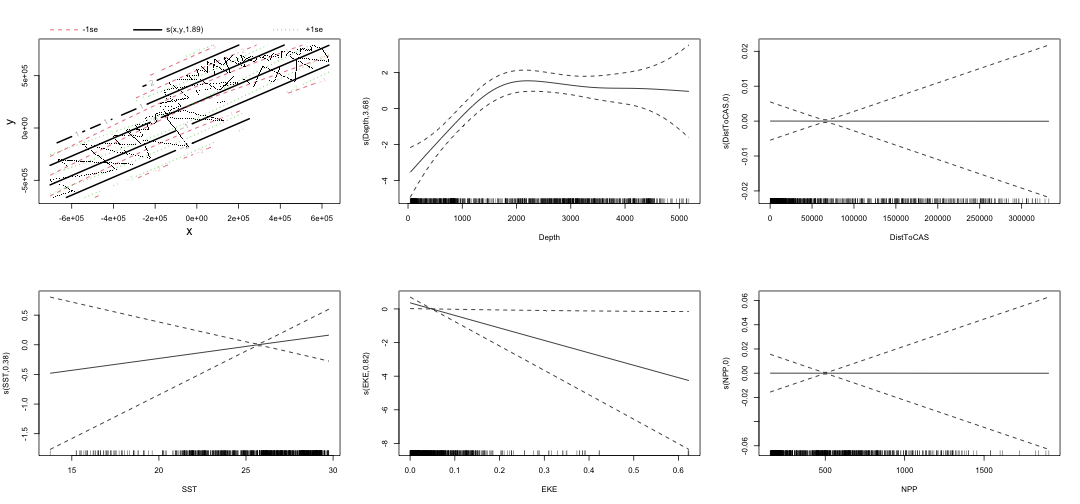 -1se s(x,y,1.89) +1se
y
-5e+05 0e+00 5e+05
-6e+05 -4e+05 -2e+05 0e+00 2e+05 4e+05 6e+05
x
s(Depth,3.68)
-4 -2 0 2
0 1000 2000 3000 4000 5000
Depth
s(DistToCAS,0)
-0.02 -0.01 0.00 0.01 0.02
0 50000 100000 150000 200000 250000 300000
DistToCAS
s(SST,0.38)
-1.5 -1.0 -0.5 0.0 0.5
15 20 25 30
SST
s(EKE,0.82)
-8 -6 -4 -2 0
0.0 0.1 0.2 0.3 0.4 0.5 0.6
EKE
s(NPP,0)
-0.06 -0.02 0.00 0.02 0.04 0.06
500 1000 1500
NPP